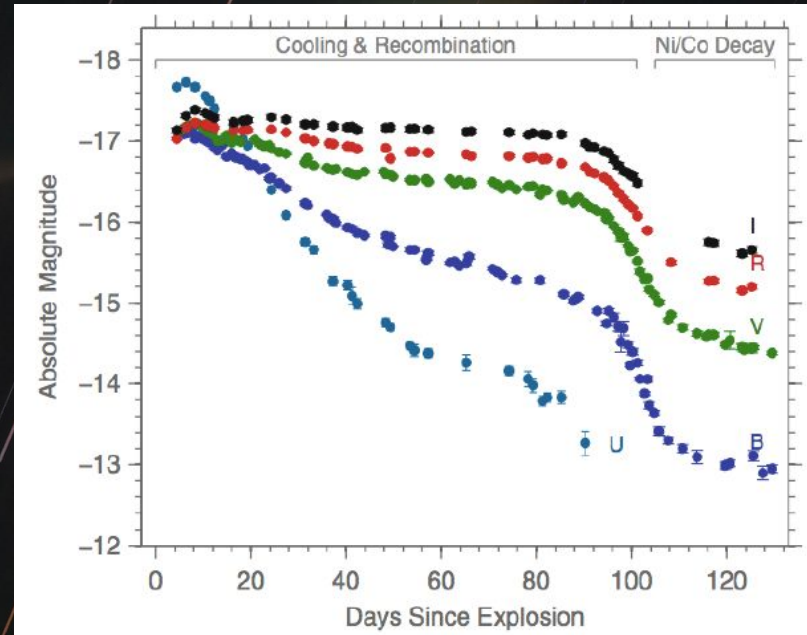 Cooling & Recombination Ni/Co Decay
−18
−17
−16
−15
−14
−13
−12
Absolute Magnitude
I
R
V
B
U
0 20 40 60 80 100 120
Days Since Explosion